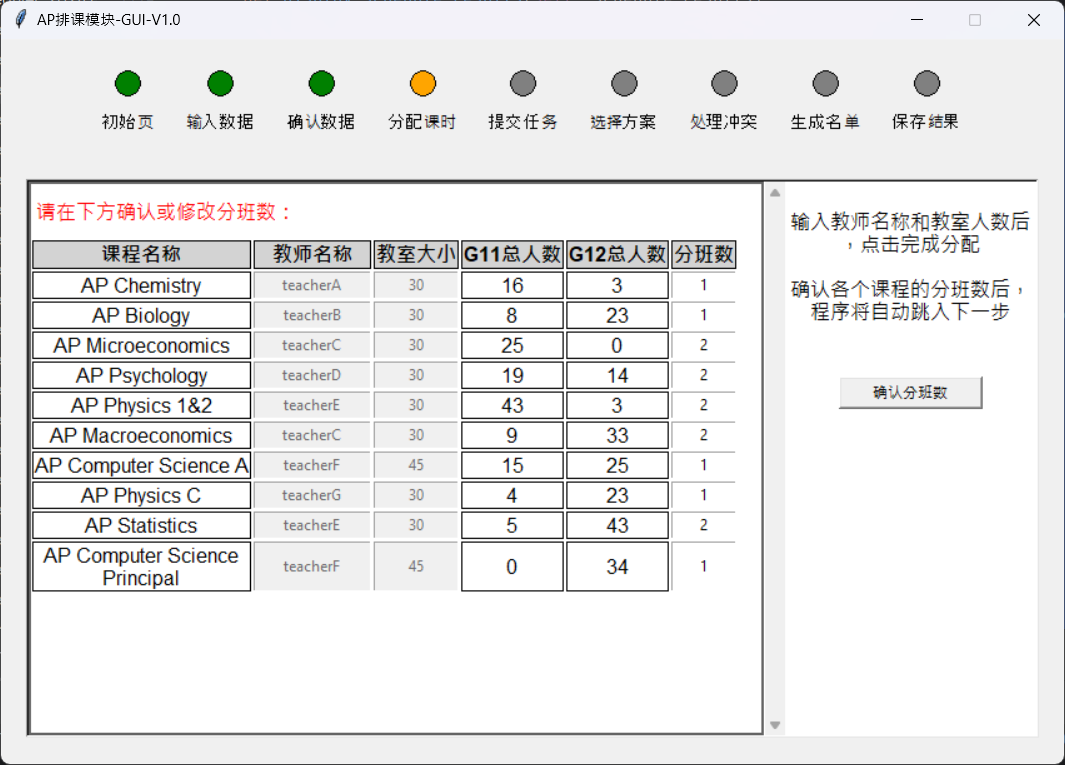 AP排课模块-GUI-V1.0
初始页 输入数据 确认数据 分配课时 提交任务 选择方案 处理冲突 生成名单 保存结果
请在下方确认或修改分班数：
课程名称 教师名称 教室大小 G11总人数 G12总人数 分班数
AP Chemistry teacherA 30 16 3 1
AP Biology teacherB 30 8 23 1
AP Microeconomics teacherC 30 25 0 2
AP Psychology teacherD 30 19 14 2
AP Physics 1&2 teacherE 30 43 3 2
AP Macroeconomics teacherC 30 9 33 2
AP Computer Science A teacherF 45 15 25 1
AP Physics C teacherG 30 4 23 1
AP Statistics teacherE 30 5 43 2
AP Computer Science
Principal teacherF 45 0 34 1
输入教师名称和教室人数后
，点击完成分配
确认各个课程的分班数后，
程序将自动跳入下一步
确认分班数